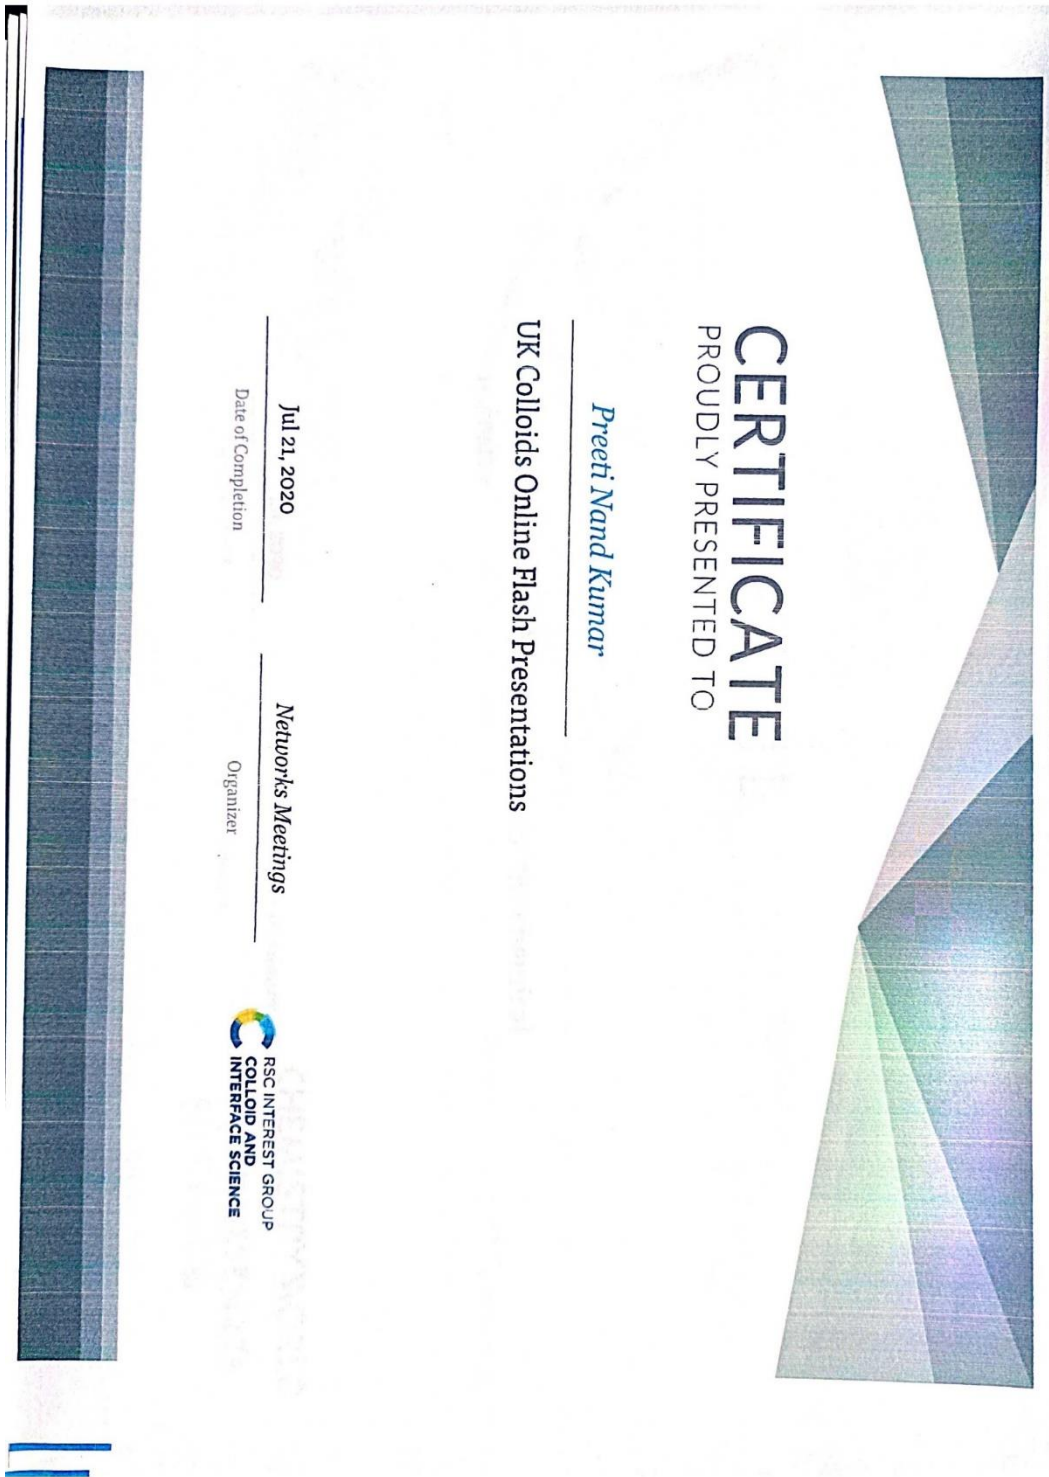 CERTIFICATE
PROUDLY PRESENTED TO
Preeti Nand Kumar
UK Colloids Online Flash Presentations
Jul 21, 2020
Date of Completion
Networks Meetings
Organizer
RSC INTEREST GROUP
COLLOID AND
INTERFACE SCIENCE